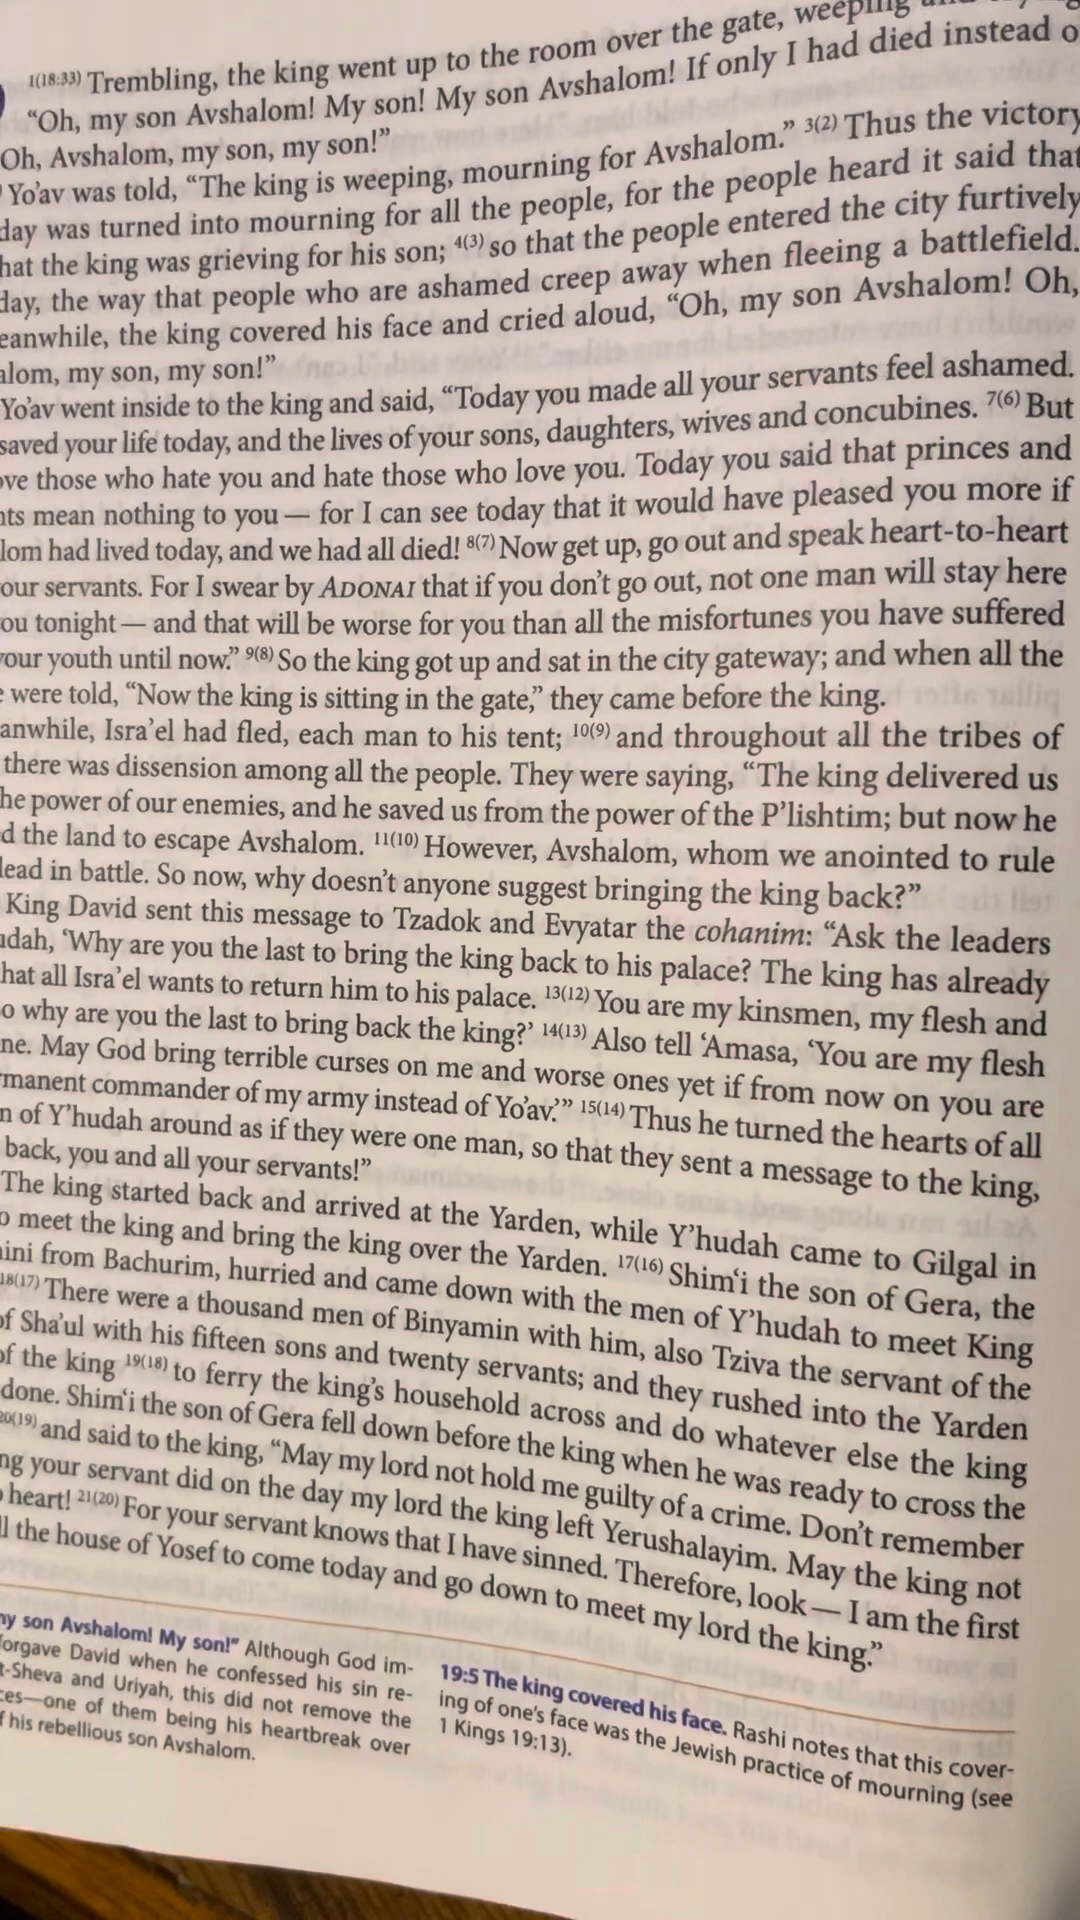 1(18:33) Trembling, the king went up to the room over the gate, weeping
“Oh, my son Avshalom! My son! My son Avshalom! If only I had died instead o
Oh, Avshalom, my son, my son!”
Yo’av was told, “The king is weeping, mourning for Avshalom.” 3(2) Thus the victory
day was turned into mourning for all the people, for the people heard it said that
hat the king was grieving for his son; 4(3) so that the people entered the city furtively
day, the way that people who are ashamed creep away when fleeing a battlefield.
eanwhile, the king covered his face and cried aloud, “Oh, my son Avshalom! Oh,
alom, my son, my son!”
Yo’av went inside to the king and said, “Today you made all your servants feel ashamed.
saved your life today, and the lives of your sons, daughters, wives and concubines. 7(6) But
ove those who hate you and hate those who love you. Today you said that princes and
nts mean nothing to you — for I can see today that it would have pleased you more if
lom had lived today, and we had all died! 8(7) Now get up, go out and speak heart-to-heart
our servants. For I swear by ADONAI that if you don’t go out, not one man will stay here
ou tonight — and that will be worse for you than all the misfortunes you have suffered
your youth until now.” 9(8) So the king got up and sat in the city gateway; and when all the
e were told, “Now the king is sitting in the gate,” they came before the king.
anwhile, Isra’el had fled, each man to his tent; 10(9) and throughout all the tribes of
there was dissension among all the people. They were saying, “The king delivered us
he power of our enemies, and he saved us from the power of the P’lishtim; but now he
d the land to escape Avshalom. 11(10) However, Avshalom, whom we anointed to rule
dead in battle. So now, why doesn’t anyone suggest bringing the king back?”
King David sent this message to Tzadok and Evyatar the cohanim: “Ask the leaders
udah, ‘Why are you the last to bring the king back to his palace? The king has already
hat all Isra’el wants to return him to his palace. 13(12) You are my kinsmen, my flesh and
o why are you the last to bring back the king?’ 14(13) Also tell ‘Amasa, ‘You are my flesh
ne. May God bring terrible curses on me and worse ones yet if from now on you are
rmanent commander of my army instead of Yo’av.’” 15(14) Thus he turned the hearts of all
n of Y’hudah around as if they were one man, so that they sent a message to the king,
back, you and all your servants!”
The king started back and arrived at the Yarden, while Y’hudah came to Gilgal in
o meet the king and bring the king over the Yarden. 17(16) Shim‘i the son of Gera, the
ini from Bachurim, hurried and came down with the men of Y’hudah to meet King
18(17) There were a thousand men of Binyamin with him, also Tziva the servant of the
of Sha’ul with his fifteen sons and twenty servants; and they rushed into the Yarden
of the king 19(18) to ferry the king’s household across and do whatever else the king
done. Shim‘i the son of Gera fell down before the king when he was ready to cross the
20(19) and said to the king, “May my lord not hold me guilty of a crime. Don’t remember
ng your servant did on the day my lord the king left Yerushalayim. May the king not
o heart! 21(20) For your servant knows that I have sinned. Therefore, look — I am the first
ll the house of Yosef to come today and go down to meet my lord the king.”
my son Avshalom! My son!” Although God im-
forgave David when he confessed his sin re-
t-Sheva and Uriyah, this did not remove the
ces—one of them being his heartbreak over
f his rebellious son Avshalom.
19:5 The king covered his face. Rashi notes that this cover-
ing of one’s face was the Jewish practice of mourning (see
1 Kings 19:13).